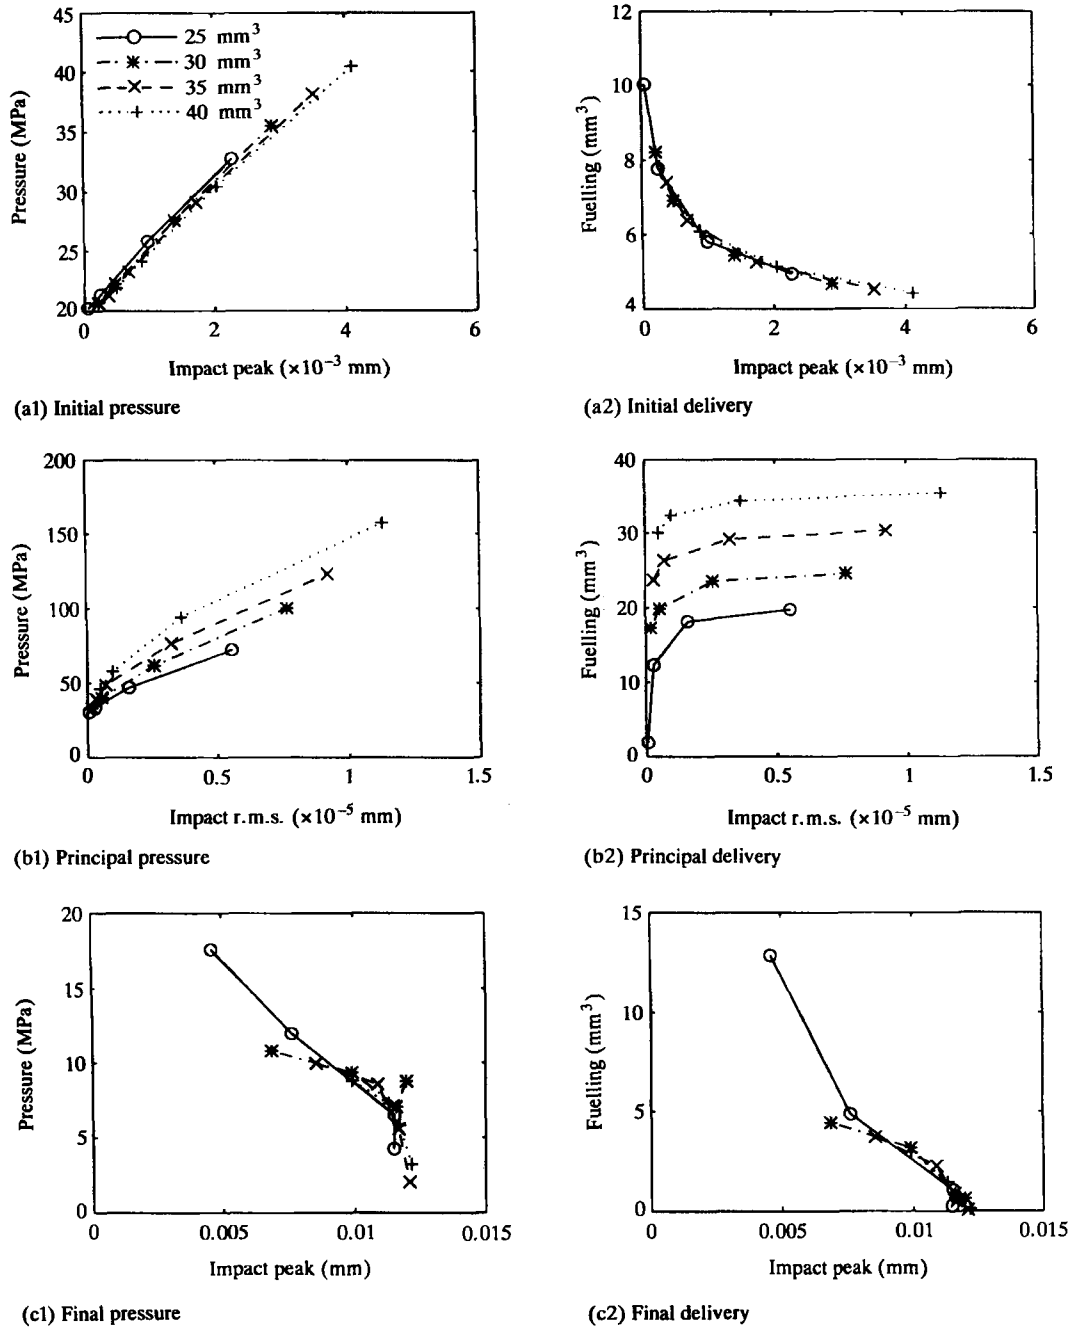 45
40
35
30
25
20
Pressure (MPa)
25 mm³
30 mm³
35 mm³
40 mm³
0 2 4 6
Impact peak (×10⁻³ mm)
(a1) Initial pressure
12
10
8
6
4
Fuelling (mm³)
0 2 4 6
Impact peak (×10⁻³ mm)
(a2) Initial delivery
200
150
100
50
0
Pressure (MPa)
0 0.5 1 1.5
Impact r.m.s. (×10⁻⁵ mm)
(b1) Principal pressure
40
30
20
10
0
Fuelling (mm³)
0 0.5 1 1.5
Impact r.m.s. (×10⁻⁵ mm)
(b2) Principal delivery
20
15
10
5
0
Pressure (MPa)
0 0.005 0.01 0.015
Impact peak (mm)
(c1) Final pressure
15
10
5
0
Fuelling (mm³)
0 0.005 0.01 0.015
Impact peak (mm)
(c2) Final delivery